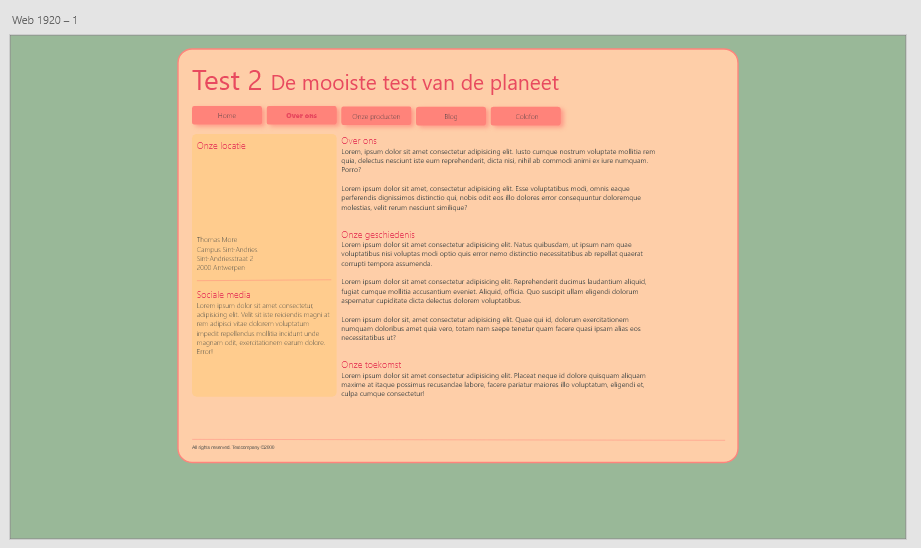 Web 1920 – 1
Test 2 De mooiste test van de planeet
Home
Over ons
Onze producten
Blog
Colofon
Onze locatie
Thomas More
Campus Sint-Andries
Sint-Andriesstraat 2
2000 Antwerpen
Sociale media
Lorem ipsum dolor sit amet consectetur,
adipisicing elit. Velit sit iste reiciendis magni at
rem adipisci vitae dolorem voluptatum
impedit repellendus mollitia incidunt unde
magnam odit, exercitationem earum dolore.
Error!
Over ons
Lorem, ipsum dolor sit amet consectetur adipisicing elit. Iusto cumque nostrum voluptate mollitia rem
quia, delectus nesciunt iste eum reprehenderit, dicta nisi, nihil ab commodi animi ex iure numquam.
Porro?
Lorem ipsum dolor sit amet, consectetur adipisicing elit. Esse voluptatibus modi, omnis eaque
perferendis dignissimos distinctio qui, nobis odit eos illo dolores error consequuntur doloremque
molestias, velit rerum nesciunt similique?
Onze geschiedenis
Lorem ipsum dolor sit amet consectetur adipisicing elit. Natus quibusdam, ut ipsum nam quae
voluptatibus nisi voluptas modi optio quis error nemo distinctio necessitatibus ab repellat quaerat
corrupti tempora assumenda.
Lorem ipsum dolor sit amet consectetur adipisicing elit. Reprehenderit ducimus laudantium aliquid,
fugiat cumque mollitia accusantium eveniet. Aliquid, officia. Quo suscipit ullam eligendi dolorum
aspernatur cupiditate dicta delectus dolorem voluptatibus.
Lorem ipsum dolor sit amet, consectetur adipisicing elit. Quae qui id, dolorum exercitationem
numquam doloribus amet quia vero, totam nam saepe tenetur quam facere quasi ipsam alias eos
necessitatibus ut?
Onze toekomst
Lorem ipsum dolor sit amet consectetur adipisicing elit. Placeat neque id dolore quisquam aliquam
maxime at itaque possimus recusandae labore, facere pariatur maiores illo voluptatum, eligendi et,
culpa cumque consectetur!
All rights reserved. Testcompany ©2000